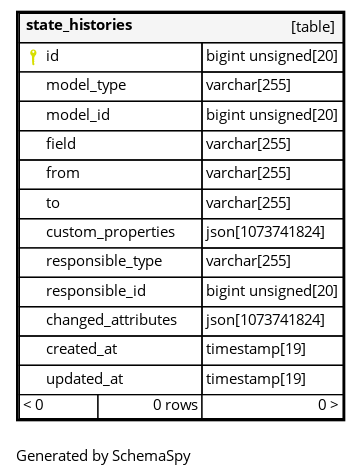 state_histories [table]
id bigint unsigned[20]
model_type varchar[255]
model_id bigint unsigned[20]
field varchar[255]
from varchar[255]
to varchar[255]
custom_properties json[1073741824]
responsible_type varchar[255]
responsible_id bigint unsigned[20]
changed_attributes json[1073741824]
created_at timestamp[19]
updated_at timestamp[19]
< 0 0 rows 0 >
Generated by SchemaSpy